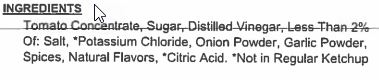 INGREDIENTS
Tomato Concentrate, Sugar, Distilled Vinegar, Less Than 2%
Of: Salt, *Potassium Chloride, Onion Powder, Garlic Powder,
Spices, Natural Flavors, *Citric Acid. *Not in Regular Ketchup